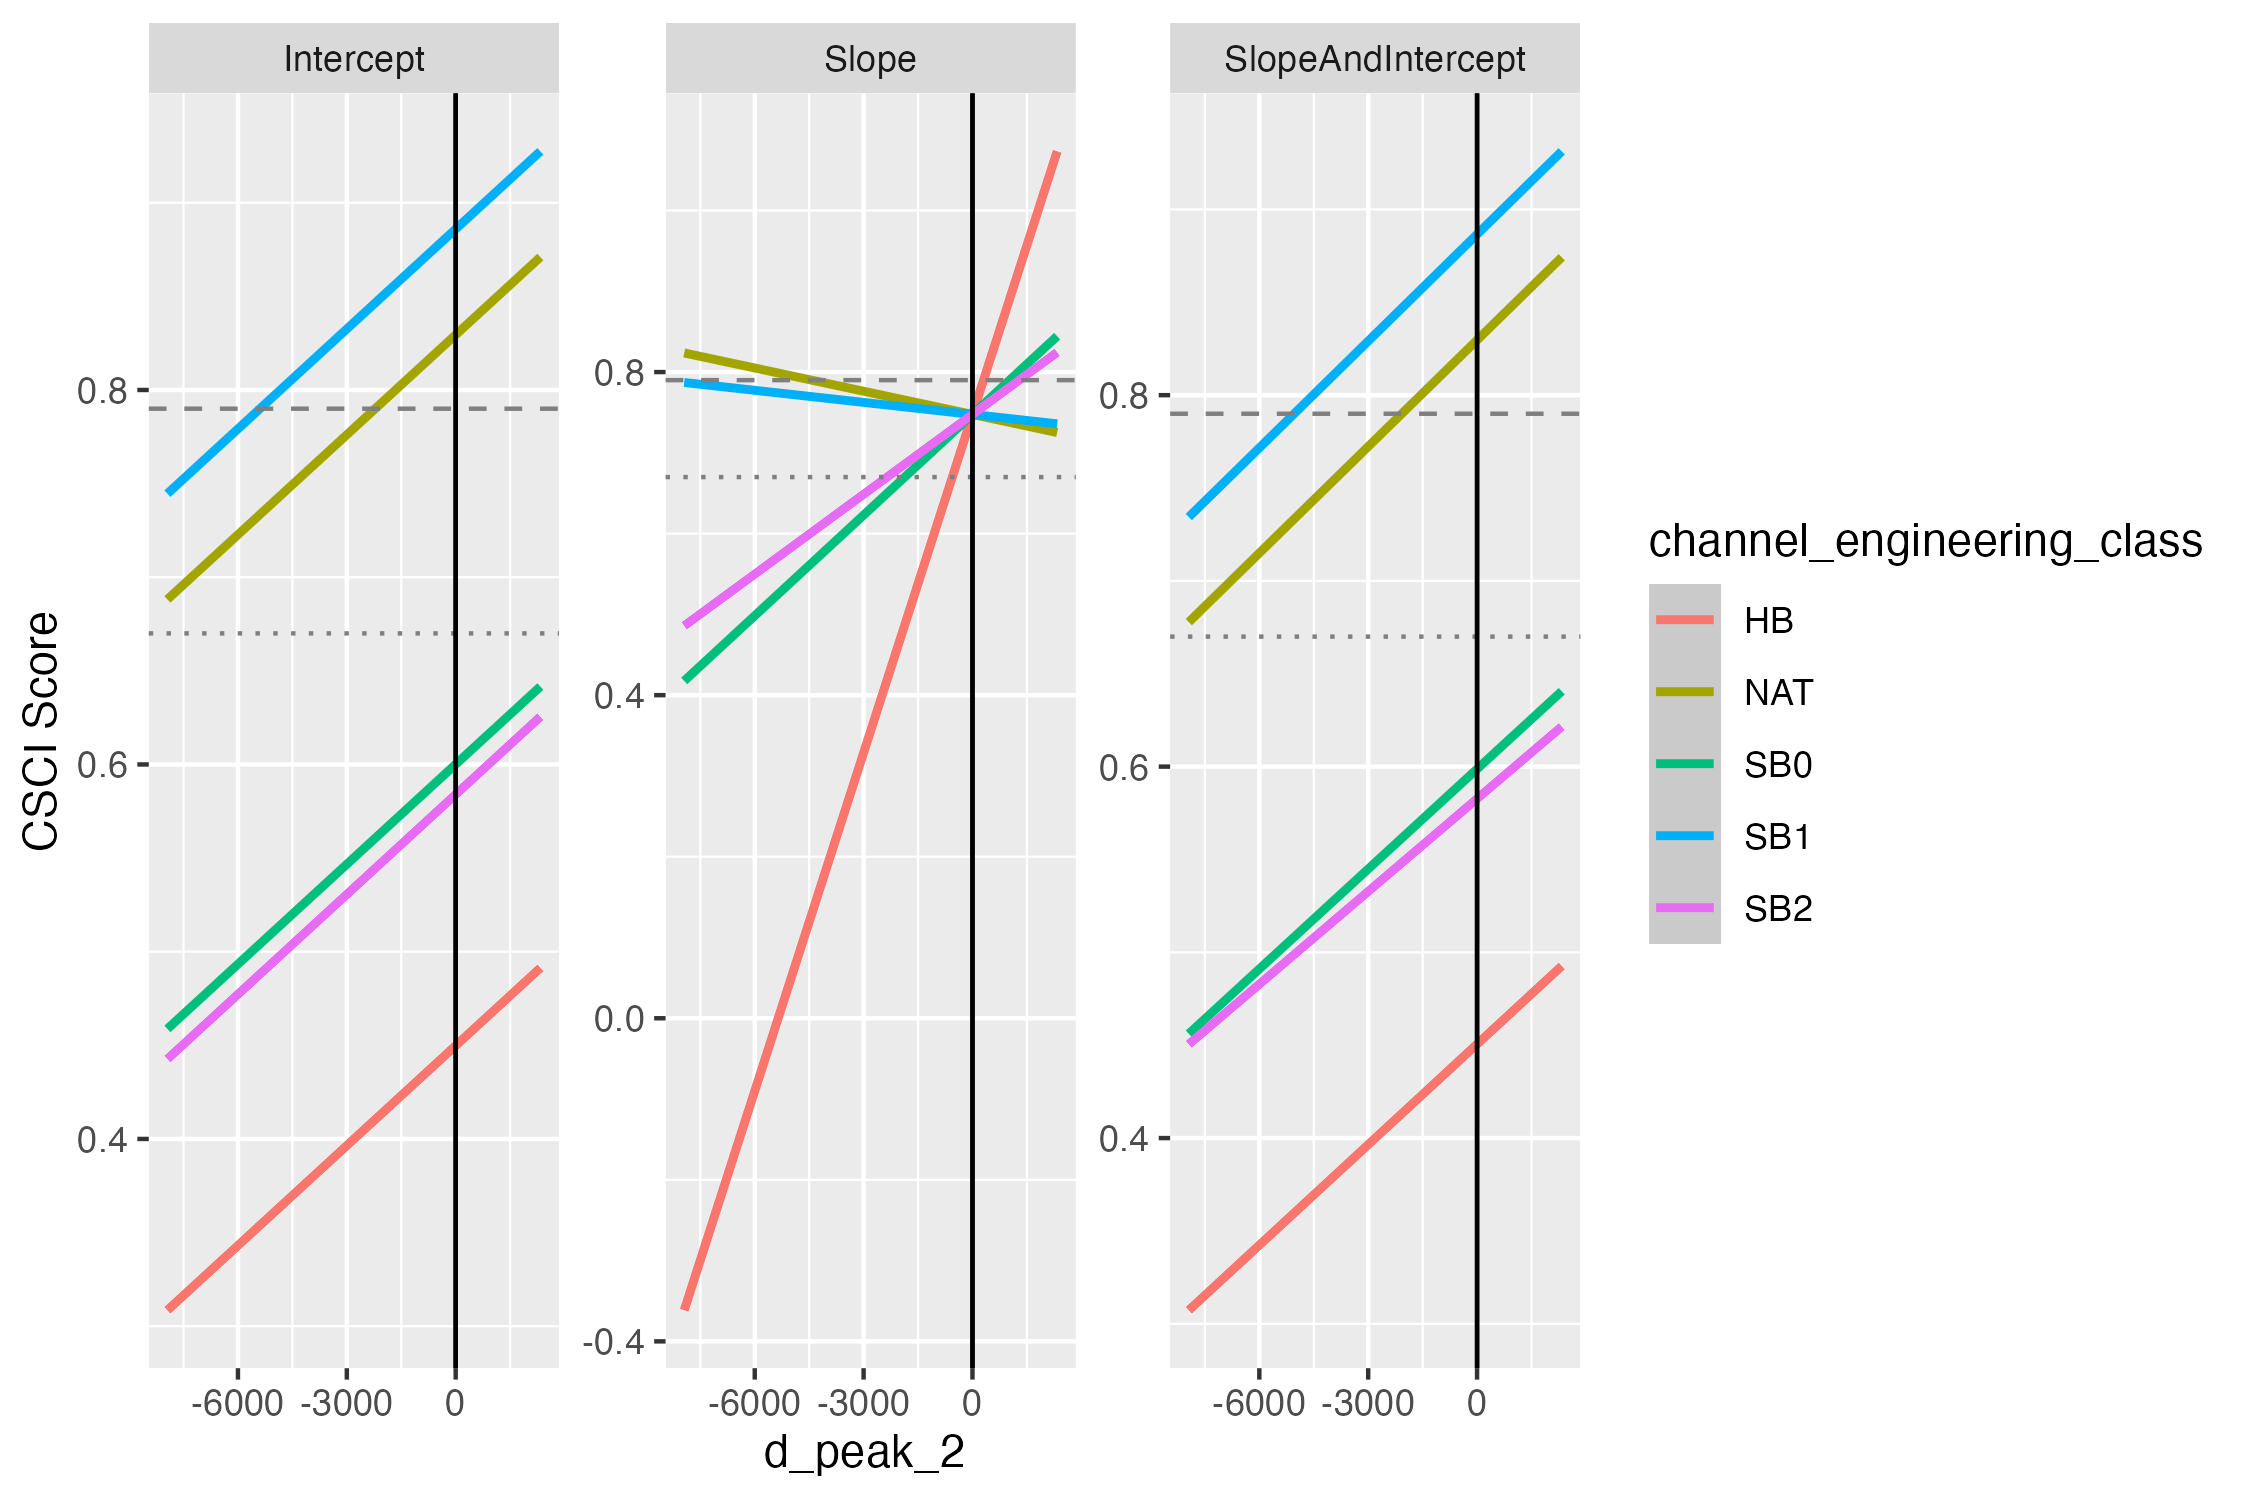 Intercept
Slope
SlopeAndIntercept
CSCI Score
0.8
0.6
0.4
0.8
0.4
0.0
-0.4
0.8
0.6
0.4
-6000 -3000 0
-6000 -3000 0
-6000 -3000 0
d_peak_2
channel_engineering_class
HB
NAT
SB0
SB1
SB2